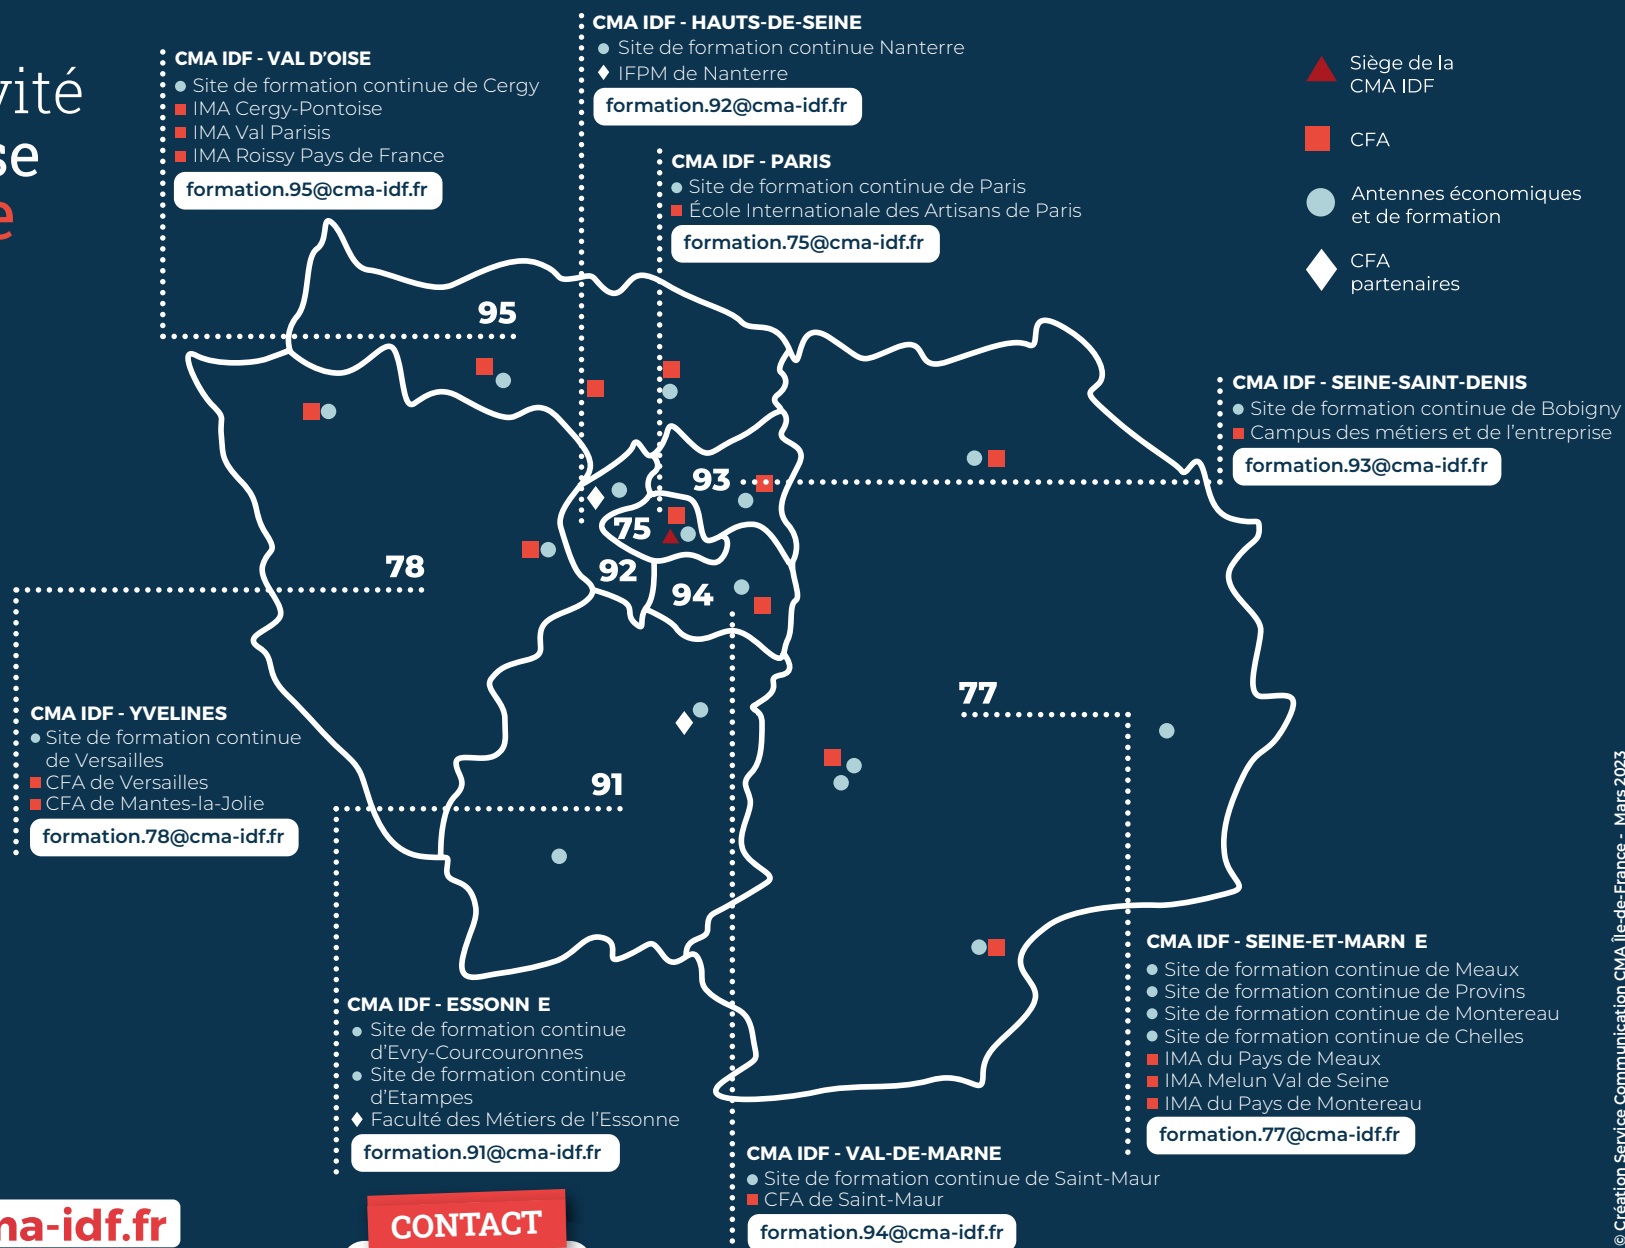 vité
se
e
CMA IDF - VAL D'OISE
Site de formation continue de Cergy
IMA Cergy-Pontoise
IMA Val Parisis
IMA Roissy Pays de France
formation.95@cma-idf.fr
CMA IDF - HAUTS-DE-SEINE
Site de formation continue Nanterre
IFPM de Nanterre
formation.92@cma-idf.fr
CMA IDF - PARIS
Site de formation continue de Paris
École Internationale des Artisans de Paris
formation.75@cma-idf.fr
Siège de la
CMA IDF
CFA
Antennes économiques
et de formation
CFA
partenaires
CMA IDF - SEINE-SAINT-DENIS
Site de formation continue de Bobigny
Campus des métiers et de l'entreprise
formation.93@cma-idf.fr
95
93
75
92
94
78
77
91
CMA IDF - YVELINES
Site de formation continue
de Versailles
CFA de Versailles
CFA de Mantes-la-Jolie
formation.78@cma-idf.fr
CMA IDF - ESSONN E
Site de formation continue
d'Evry-Courcouronnes
Site de formation continue
d'Etampes
Faculté des Métiers de l'Essonne
formation.91@cma-idf.fr
CMA IDF - SEINE-ET-MARN E
Site de formation continue de Meaux
Site de formation continue de Provins
Site de formation continue de Montereau
Site de formation continue de Chelles
IMA du Pays de Meaux
IMA Melun Val de Seine
IMA du Pays de Montereau
formation.77@cma-idf.fr
CMA IDF - VAL-DE-MARNE
Site de formation continue de Saint-Maur
CFA de Saint-Maur
formation.94@cma-idf.fr
ma-idf.fr
CONTACT
© Création Service Communication CMA Île-de-France - Mars 2023